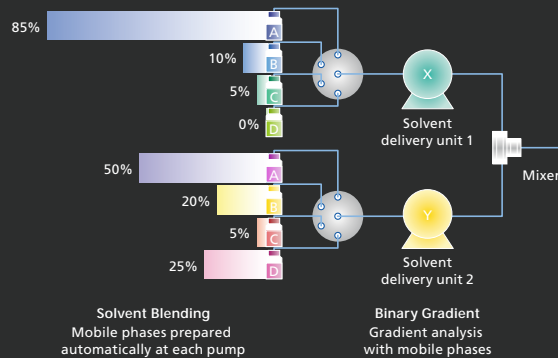 85%
A
10%
B
5%
C
0%
D
X
Solvent
delivery unit 1
Mixer
50%
A
20%
B
5%
C
25%
D
Y
Solvent
delivery unit 2
Solvent Blending
Mobile phases prepared
automatically at each pump
Binary Gradient
Gradient analysis
with mobile phases